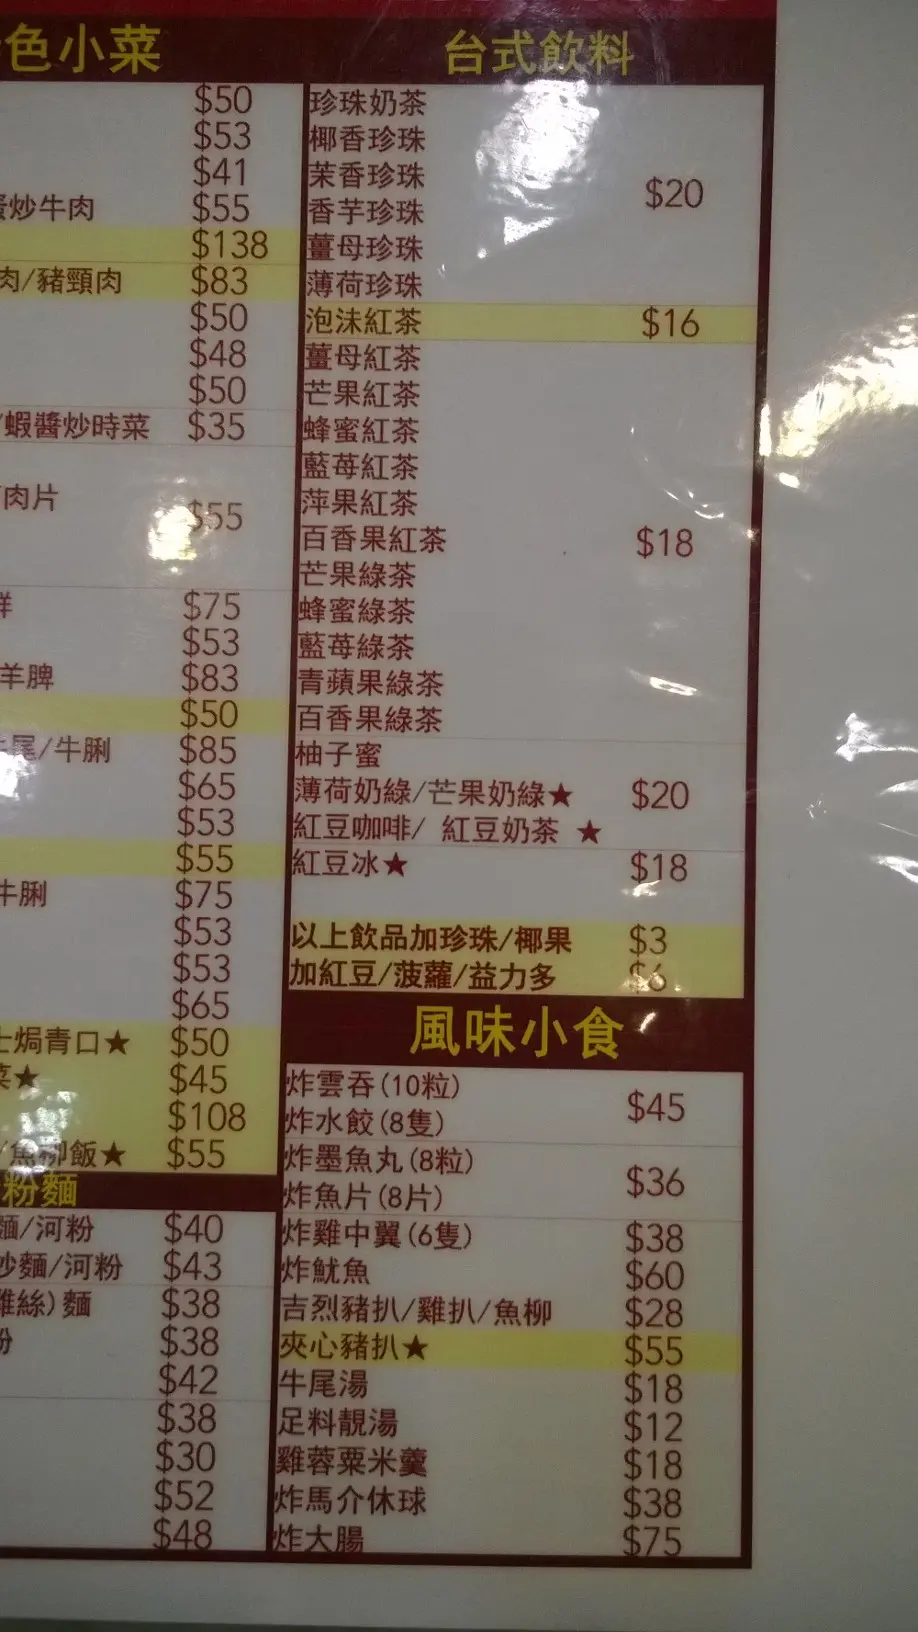 色小菜
$50
$53
$41
炒牛肉 $55
$138
肉/豬頸肉 $83
$50
$48
$50
/蝦醬炒時菜 $35
肉片
$55
$75
$53
羊脾 $83
$50
尾/牛脷 $85
$65
$53
$55
牛脷 $75
$53
$53
$65
士焗青口★ $50
菜★ $45
$108
/魚柳飯★ $55
粉麵
麵/河粉 $40
炒麵/河粉 $43
雞絲)麵 $38
粉 $38
$42
$38
$30
$52
$48
台式飲料
珍珠奶茶
椰香珍珠
茉香珍珠
香芋珍珠
薑母珍珠
薄荷珍珠
$20
泡沫紅茶 $16
薑母紅茶
芒果紅茶
蜂蜜紅茶
藍莓紅茶
萍果紅茶
百香果紅茶
芒果綠茶
蜂蜜綠茶
藍莓綠茶
青蘋果綠茶
百香果綠茶
$18
柚子蜜
薄荷奶綠/芒果奶綠★ $20
紅豆咖啡/ 紅豆奶茶 ★
紅豆冰★ $18
以上飲品加珍珠/椰果 $3
加紅豆/菠蘿/益力多 $6
風味小食
炸雲吞(10粒)
炸水餃(8隻)
$45
炸墨魚丸(8粒)
炸魚片(8片)
$36
炸雞中翼(6隻) $38
炸魷魚 $60
吉烈豬扒/雞扒/魚柳 $28
夾心豬扒★ $55
牛尾湯 $18
足料靚湯 $12
雞蓉粟米羹 $18
炸馬介休球 $38
炸大腸 $75